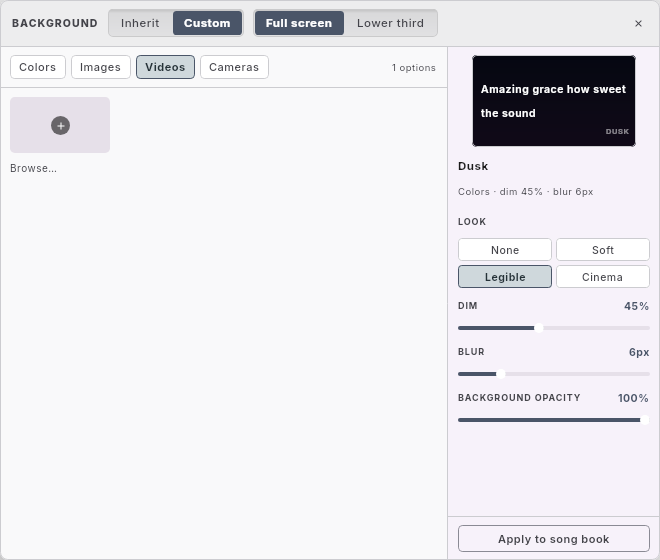 BACKGROUND Inherit Custom Full screen Lower third ×
Colors Images Videos Cameras 1 options
+
Browse...
Amazing grace how sweet
the sound
DUSK
Dusk
Colors · dim 45% · blur 6px
LOOK
None Soft
Legible Cinema
DIM 45%
BLUR 6px
BACKGROUND OPACITY 100%
Apply to song book